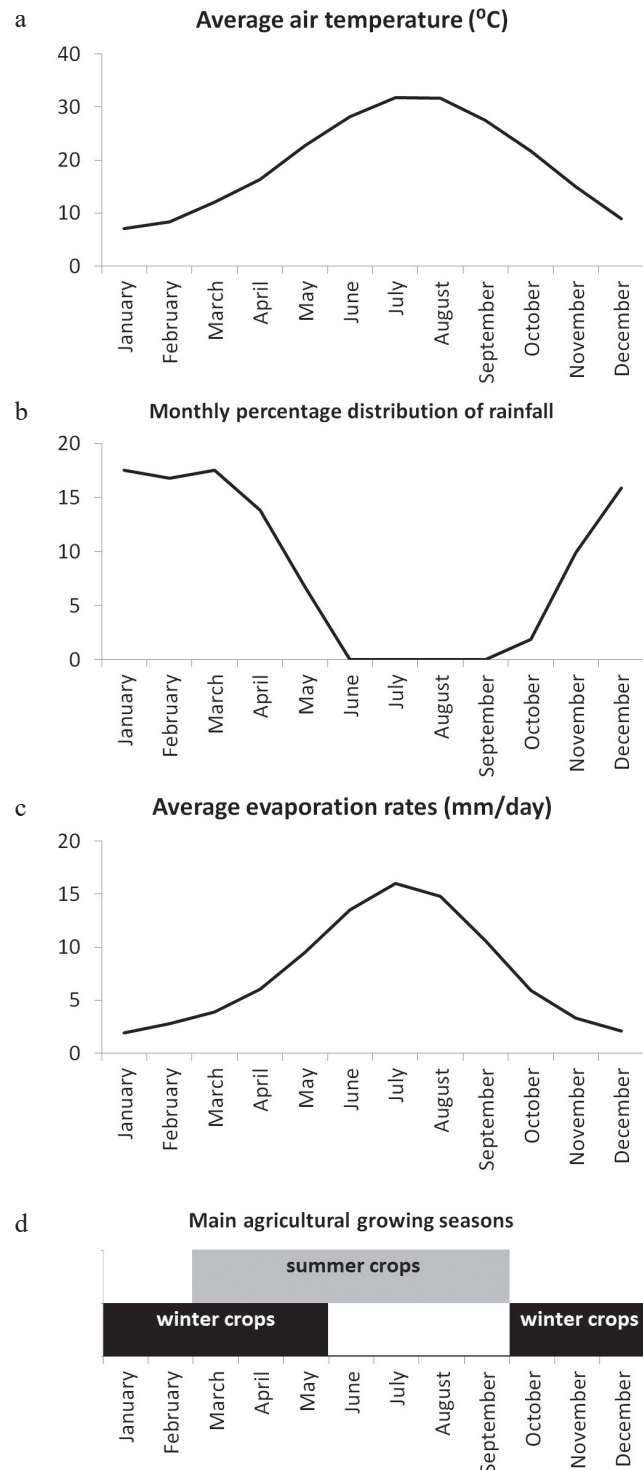 a
Average air temperature (⁰C)
40
30
20
10
0
January
February
March
April
May
June
July
August
September
October
November
December
b
Monthly percentage distribution of rainfall
20
15
10
5
0
January
February
March
April
May
June
July
August
September
October
November
December
c
Average evaporation rates (mm/day)
20
15
10
5
0
January
February
March
April
May
June
July
August
September
October
November
December
d
Main agricultural growing seasons
summer crops
winter crops
winter crops
January
February
March
April
May
June
July
August
September
October
November
December